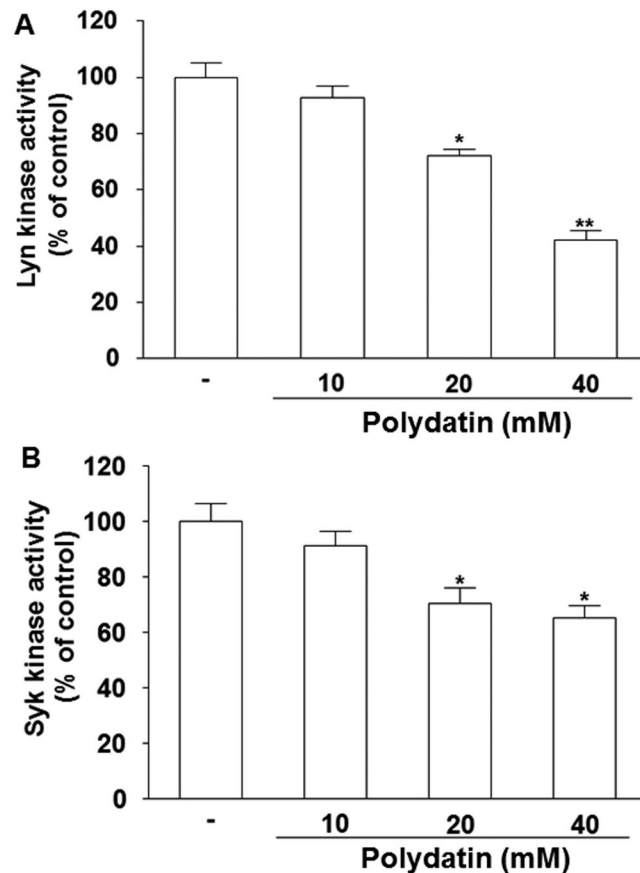 A
120
100
80
60
40
20
0
Lyn kinase activity
(% of control)
*
**
- 10 20 40
Polydatin (mM)
B
120
100
80
60
40
20
0
Syk kinase activity
(% of control)
* *
- 10 20 40
Polydatin (mM)